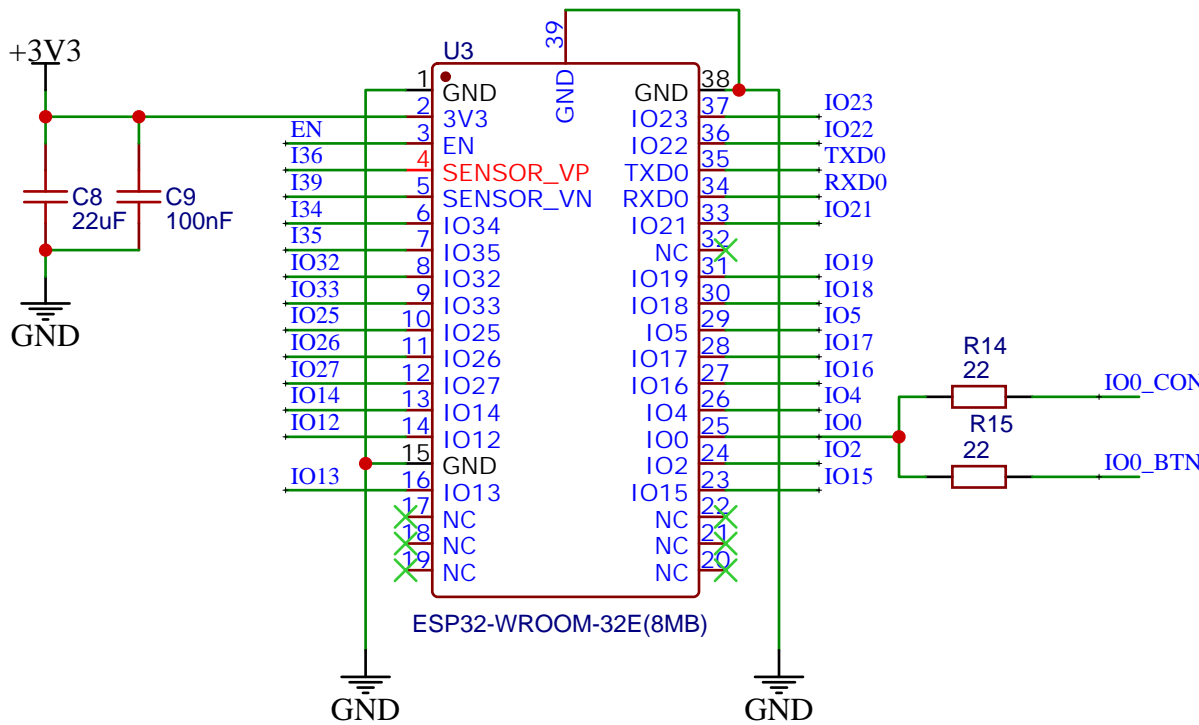 +3V3
C8
22uF
C9
100nF
GND
U3
39
GND
1
GND
2
3V3
EN
3
EN
I36
4
SENSOR_VP
I39
5
SENSOR_VN
I34
6
IO34
I35
7
IO35
IO32
8
IO32
IO33
9
IO33
IO25
10
IO25
IO26
11
IO26
IO27
12
IO27
IO14
13
IO14
IO12
14
IO12
15
GND
IO13
16
IO13
17
NC
18
NC
19
NC
38
GND
37
IO23
IO23
36
IO22
IO22
35
TXD0
TXD0
34
RXD0
RXD0
33
IO21
IO21
32
NC
31
IO19
IO19
30
IO18
IO18
29
IO5
IO5
28
IO17
IO17
27
IO16
IO16
26
IO4
IO4
25
IO0
IO0
24
IO2
IO2
23
IO15
IO15
22
NC
21
NC
20
NC
ESP32-WROOM-32E(8MB)
GND
GND
R14
22
IO0_CON
R15
22
IO0_BTN